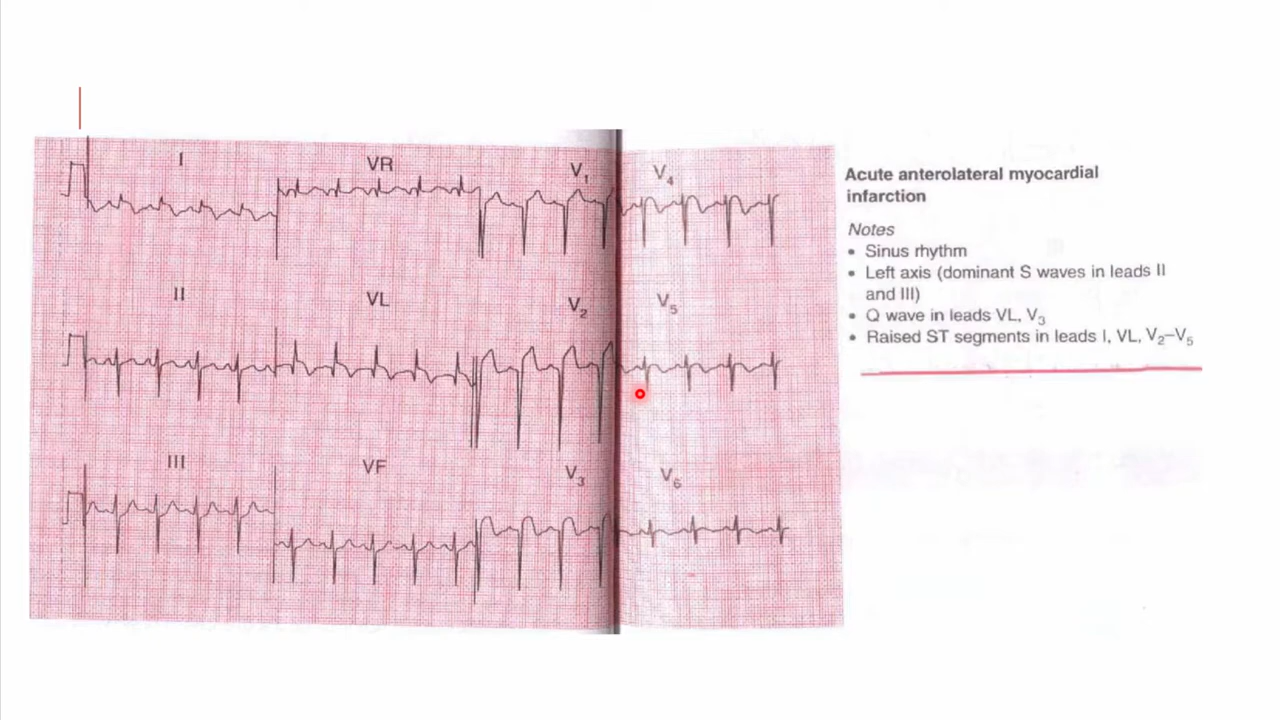 I
VR
V1
V4
II
VL
V2
V5
III
VF
V3
V6
Acute anterolateral myocardial
infarction
Notes
• Sinus rhythm
• Left axis (dominant S waves in leads II
and III)
• Q wave in leads VL, V3
• Raised ST segments in leads I, VL, V2–V5